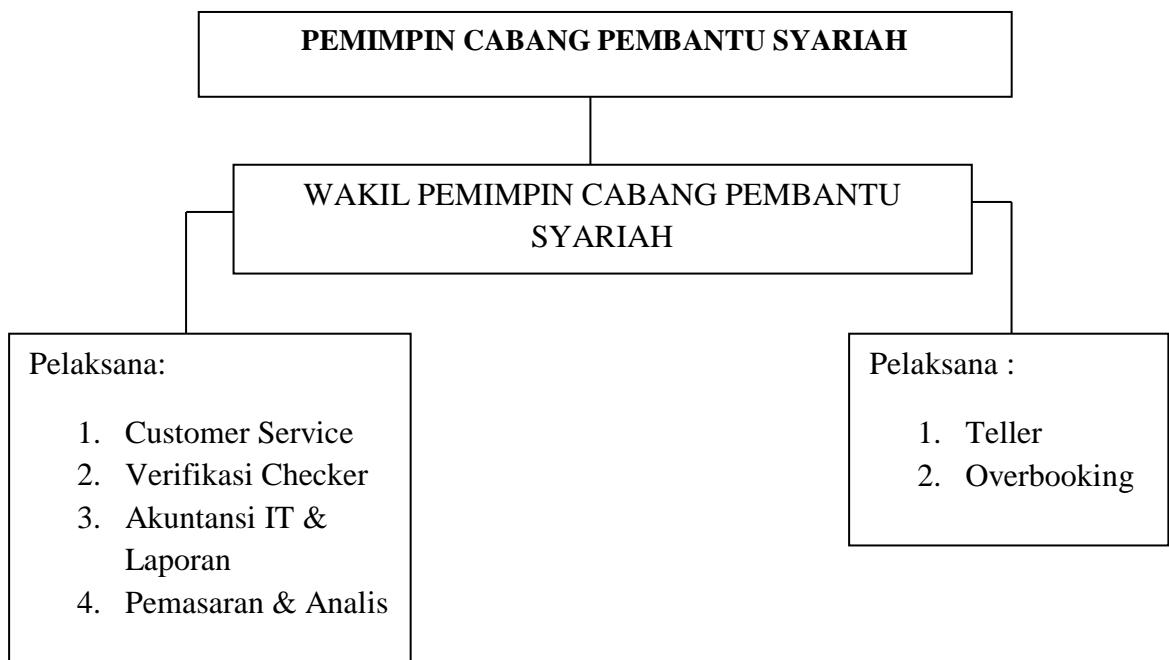 PEMIMPIN CABANG PEMBANTU SYARIAH
WAKIL PEMIMPIN CABANG PEMBANTU
SYARIAH
Pelaksana:
1. Customer Service
2. Verifikasi Checker
3. Akuntansi IT &
Laporan
4. Pemasaran & Analis
Pelaksana :
1. Teller
2. Overbooking